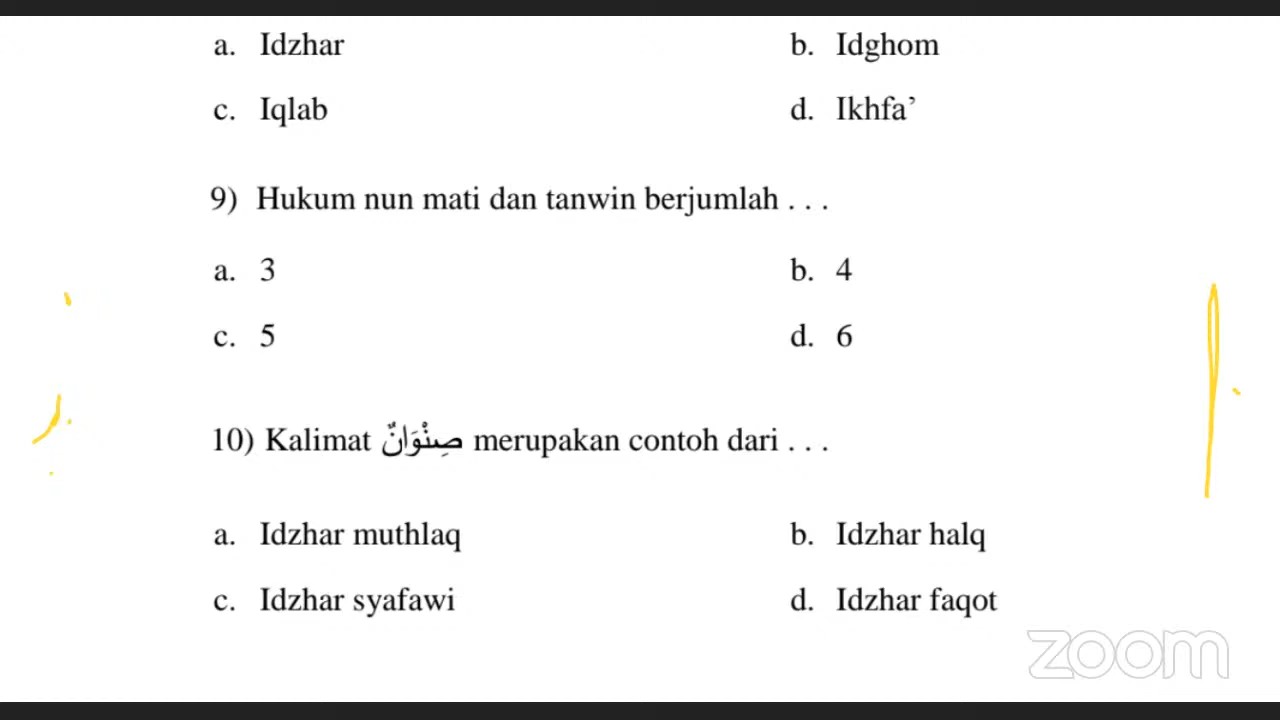 a. Idzhar b. Idghom
c. Iqlab d. Ikhfa’
9) Hukum nun mati dan tanwin berjumlah . . .
a. 3 b. 4
c. 5 d. 6
10) Kalimat صِنْوَانٌ merupakan contoh dari . . .
a. Idzhar muthlaq b. Idzhar halq
c. Idzhar syafawi d. Idzhar faqot
zoom